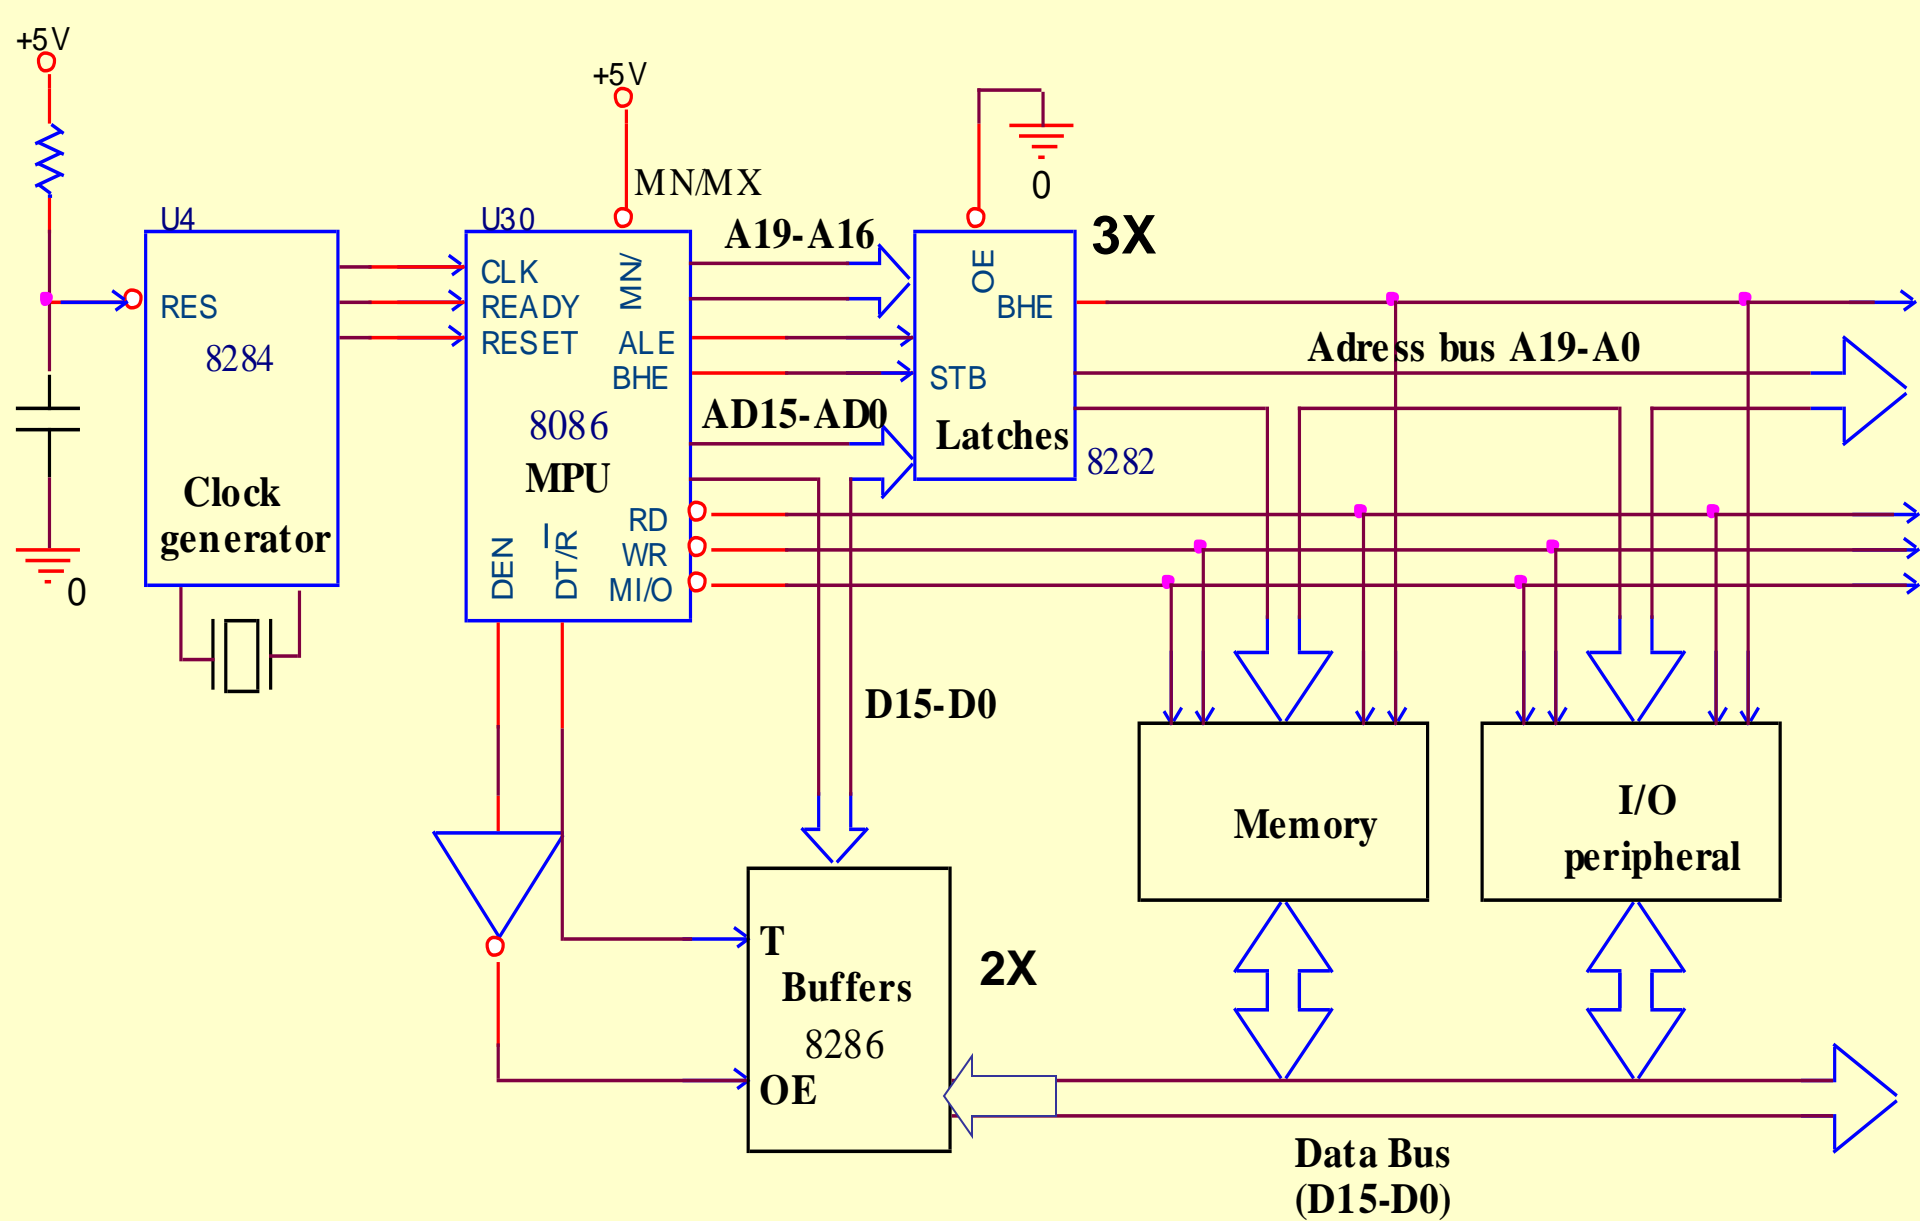 +5V
+5V
MN/MX
0
U4
U30
A19-A16
3X
CLK
MN/
OE
RES
READY
BHE
8284
RESET
ALE
Adress bus A19-A0
BHE
STB
8086
AD15-AD0
Latches
8282
MPU
Clock
generator
RD
WR
MI/O
DEN
DT/R
0
D15-D0
Memory
I/O
peripheral
T
Buffers
2X
8286
OE
Data Bus
(D15-D0)